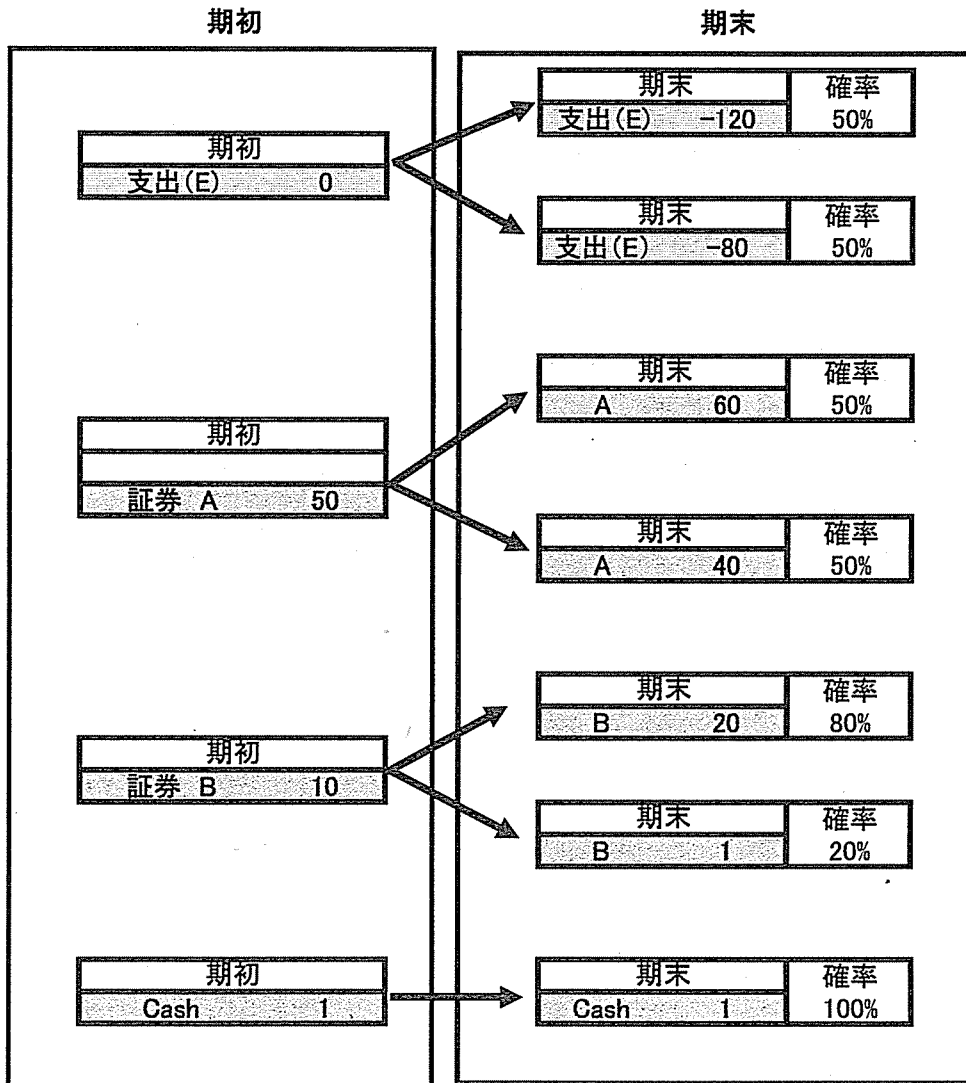 期初 期末
期末 確率
支出(E) -120 50%
期初
支出(E) 0
期末 確率
支出(E) -80 50%
期末 確率
A 60 50%
期初
証券 A 50
期末 確率
A 40 50%
期末 確率
B 20 80%
期初
証券 B 10
期末 確率
B 1 20%
期初 期末 確率
Cash 1 Cash 1 100%